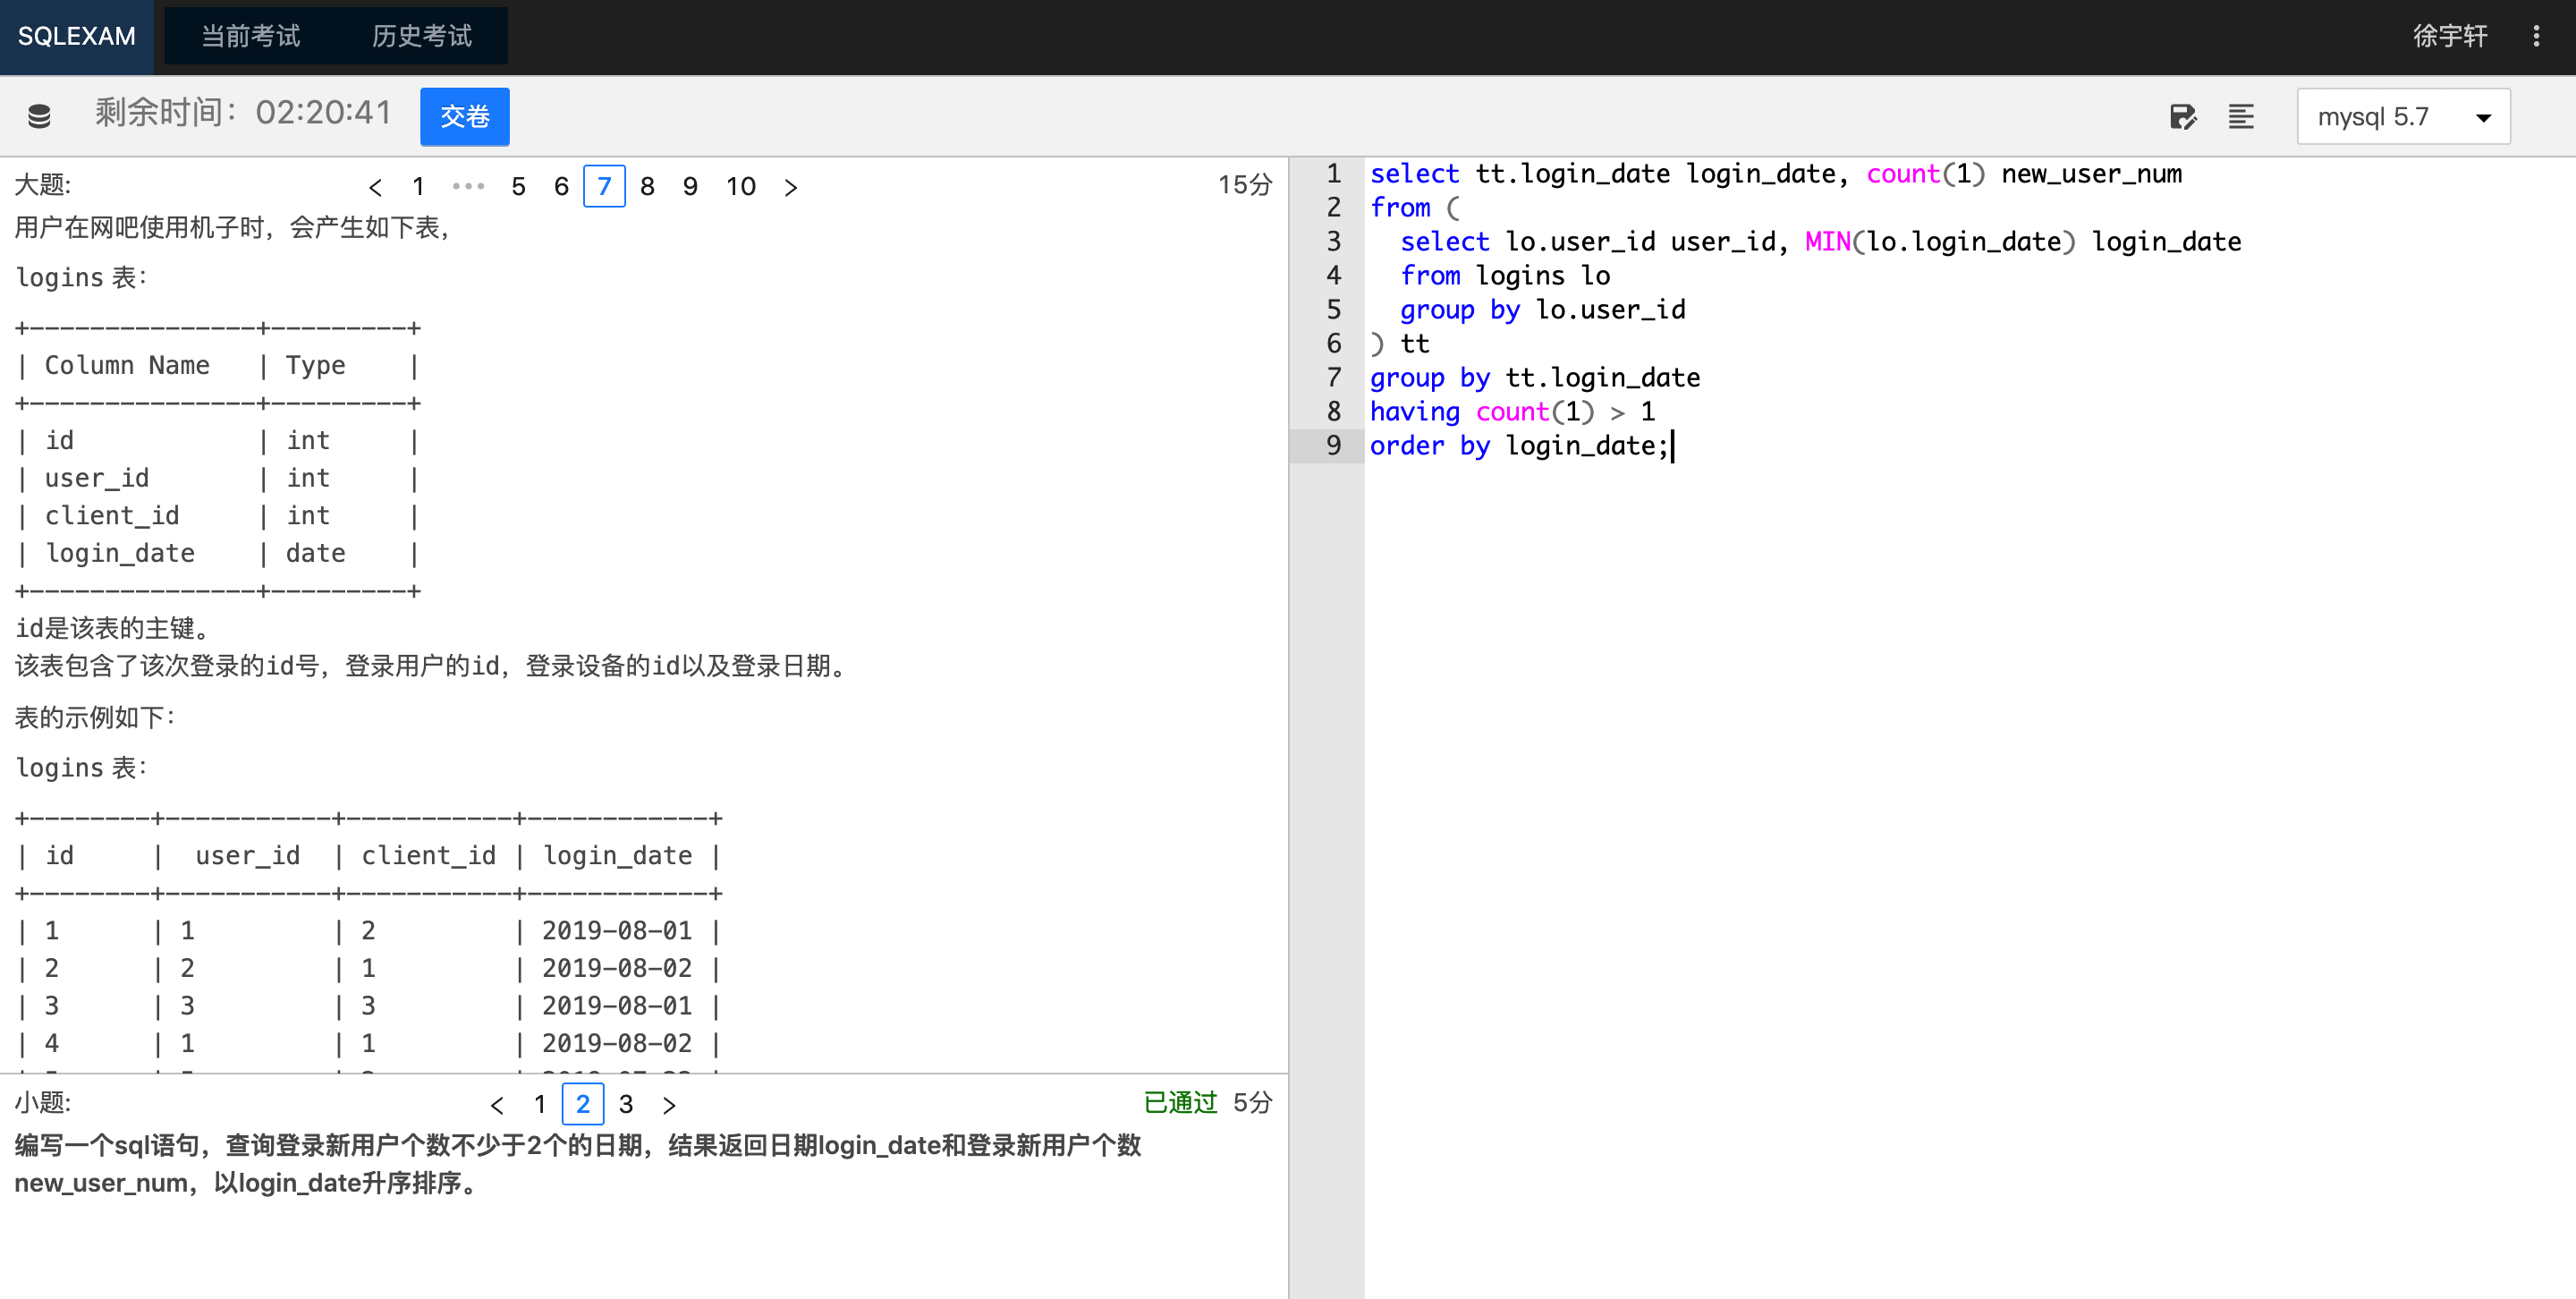 SQLEXAM 当前考试 历史考试 徐宇轩
剩余时间: 02:20:41 交卷 mysql 5.7
大题: < 1 ••• 5 6 7 8 9 10 > 15分
用户在网吧使用机子时，会产生如下表，
logins 表:
+---------------+---------+
| Column Name   | Type    |
+---------------+---------+
| id            | int     |
| user_id       | int     |
| client_id     | int     |
| login_date    | date    |
+---------------+---------+
id是该表的主键。
该表包含了该次登录的id号，登录用户的id，登录设备的id以及登录日期。
表的示例如下:
logins 表:
+--------+-----------+-----------+------------+
| id     |  user_id  | client_id | login_date |
+--------+-----------+-----------+------------+
| 1      | 1         | 2         | 2019-08-01 |
| 2      | 2         | 1         | 2019-08-02 |
| 3      | 3         | 3         | 2019-08-01 |
| 4      | 1         | 1         | 2019-08-02 |
小题: < 1 2 3 > 已通过 5分
编写一个sql语句，查询登录新用户个数不少于2个的日期，结果返回日期login_date和登录新用户个数
new_user_num，以login_date升序排序。
1 select tt.login_date login_date, count(1) new_user_num
2 from (
3   select lo.user_id user_id, MIN(lo.login_date) login_date
4   from logins lo
5   group by lo.user_id
6 ) tt
7 group by tt.login_date
8 having count(1) > 1
9 order by login_date;